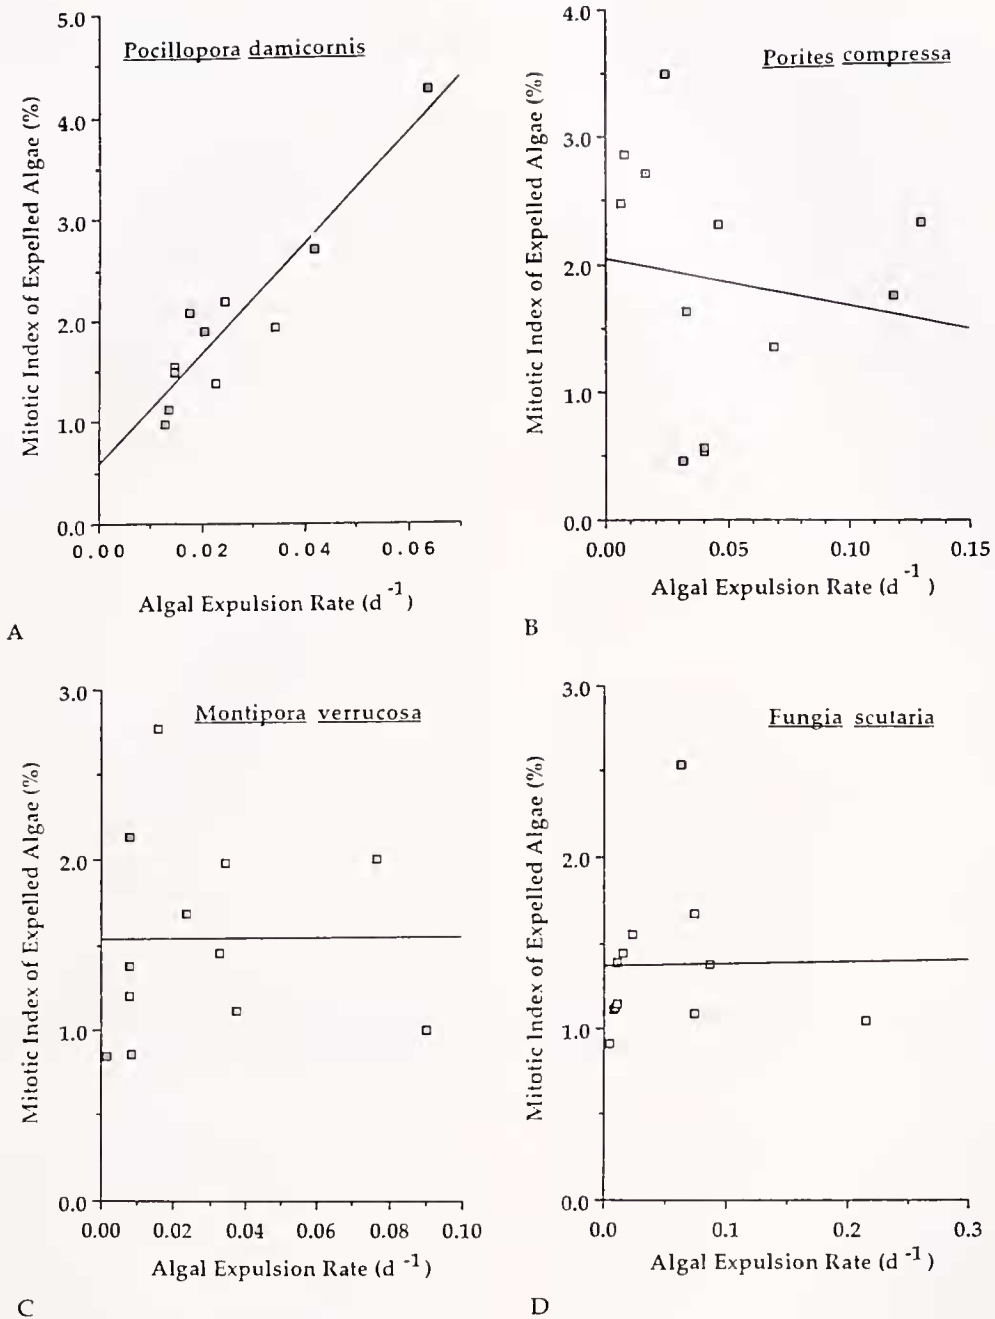 Pocillopora damicornis
Mitotic Index of Expelled Algae (%)
5.0
4.0
3.0
2.0
1.0
0.0
0.00 0.02 0.04 0.06
Algal Expulsion Rate (d -1)
A
Porites compressa
Mitotic Index of Expelled Algae (%)
4.0
3.0
2.0
1.0
0.0
0.00 0.05 0.10 0.15
Algal Expulsion Rate (d -1)
B
Montipora verrucosa
Mitotic Index of Expelled Algae (%)
3.0
2.0
1.0
0.0
0.00 0.02 0.04 0.06 0.08 0.10
Algal Expulsion Rate (d -1)
C
Fungia scutaria
Mitotic Index of Expelled Algae (%)
3.0
2.0
1.0
0.0
0.0 0.1 0.2 0.3
Algal Expulsion Rate (d -1)
D